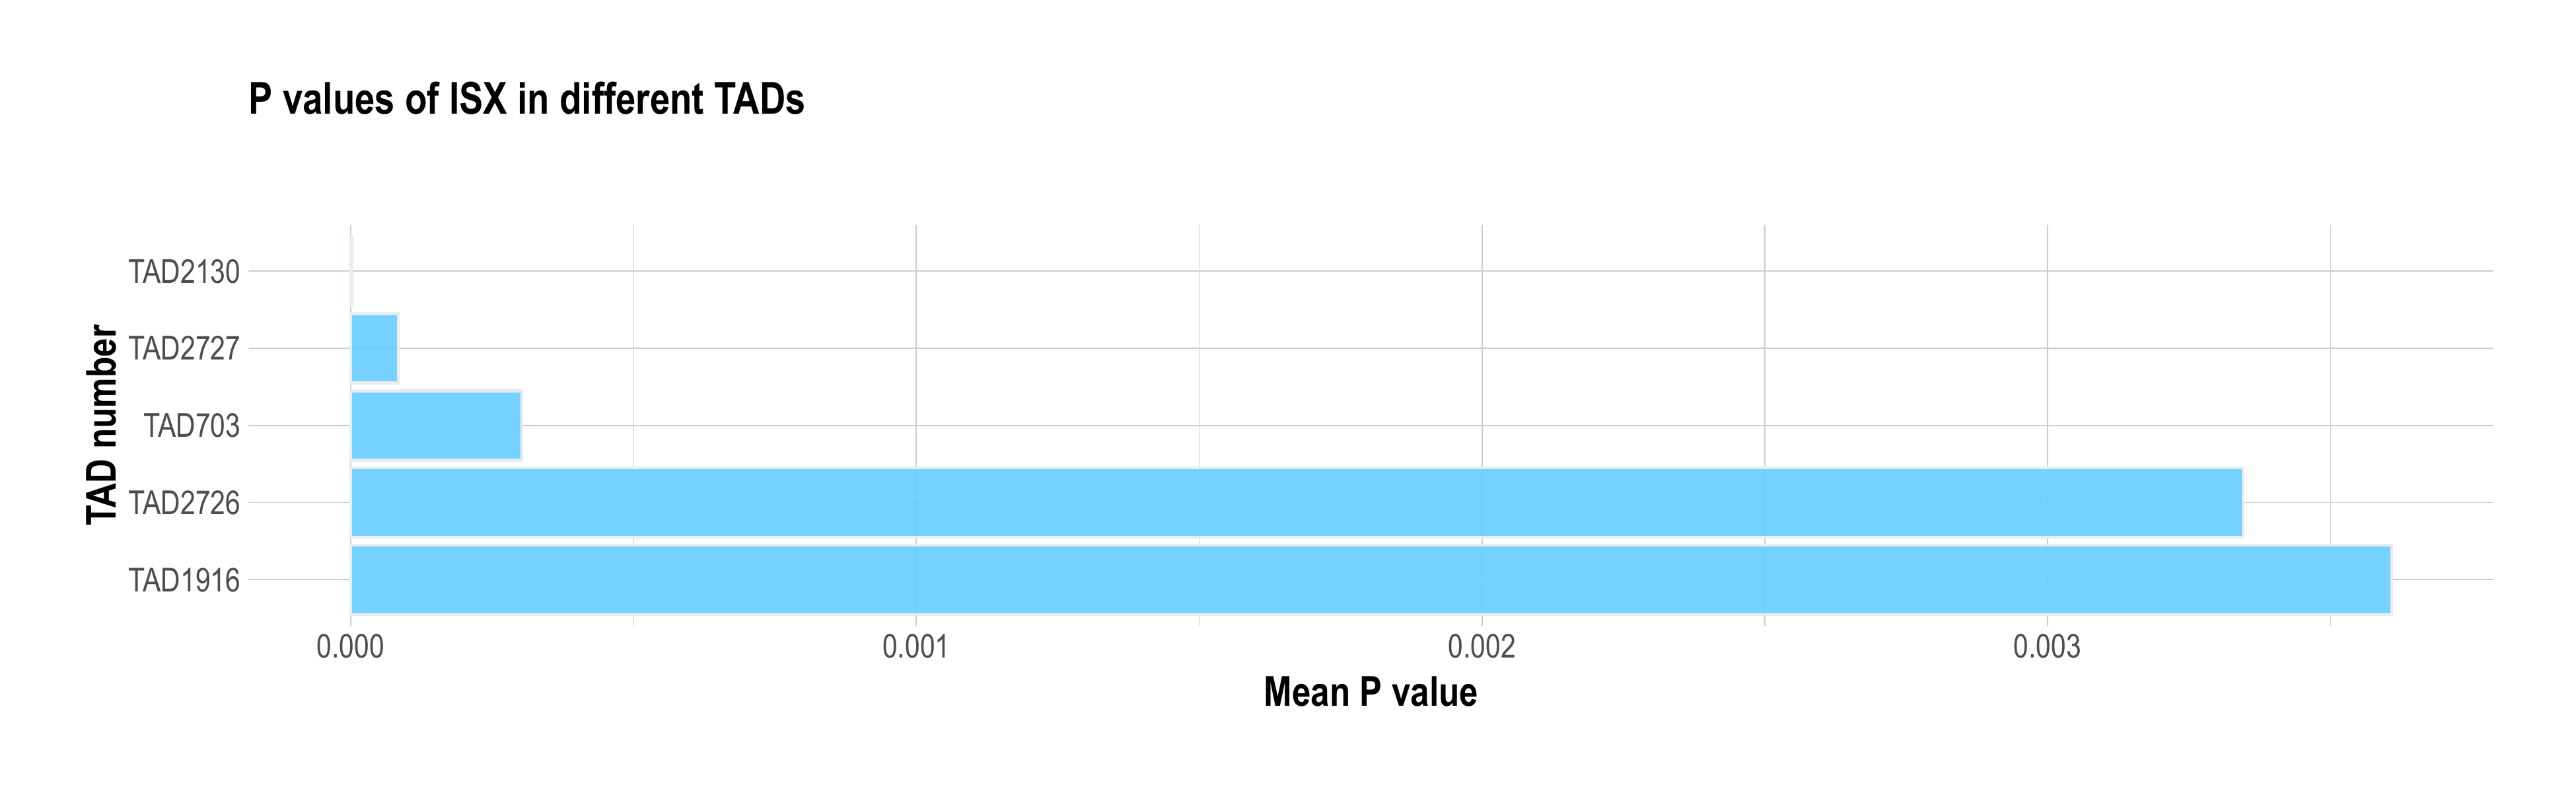 P values of ISX in different TADs
TAD number
TAD2130
TAD2727
TAD703
TAD2726
TAD1916
0.000 0.001 0.002 0.003
Mean P value